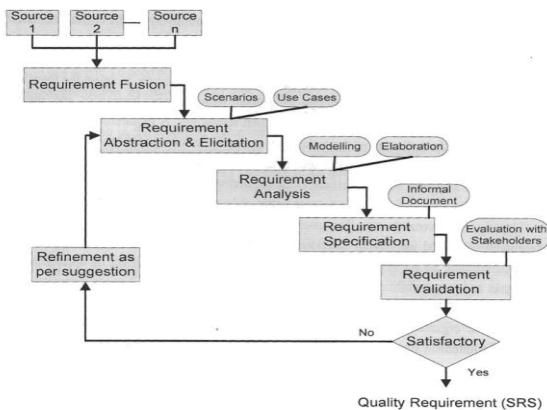 Source
1
Source
2
Source
n
Requirement Fusion
Scenarios
Use Cases
Requirement
Abstraction & Elicitation
Modelling
Elaboration
Requirement
Analysis
Informal
Document
Requirement
Specification
Evaluation with
Stakeholders
Refinement as
per suggestion
Requirement
Validation
No
Satisfactory
Yes
Quality Requirement (SRS)